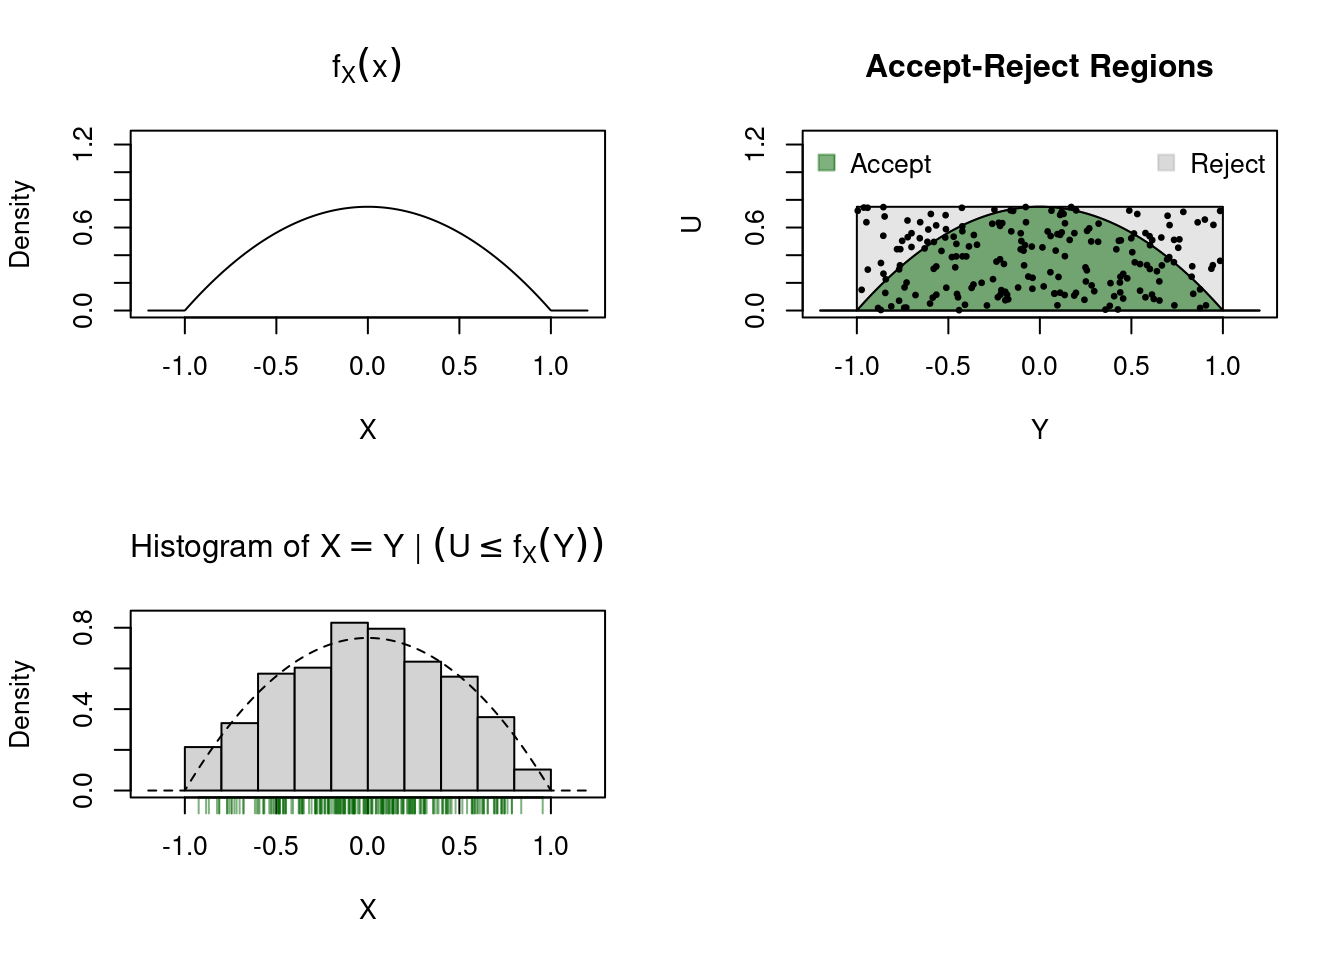 f_X(x)
Density
0.0 0.6 1.2
-1.0 -0.5 0.0 0.5 1.0
X
Accept-Reject Regions
Accept Reject
U
0.0 0.6 1.2
-1.0 -0.5 0.0 0.5 1.0
Y
Histogram of X = Y | (U ≤ f_X(Y))
Density
0.0 0.4 0.8
-1.0 -0.5 0.0 0.5 1.0
X